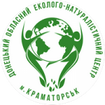 ДОНЕЦЬКИЙ ОБЛАСНИЙ ЕКОЛОГО-НАТУРАЛІСТИЧНИЙ ЦЕНТР
м. КРАМАТОРСЬК